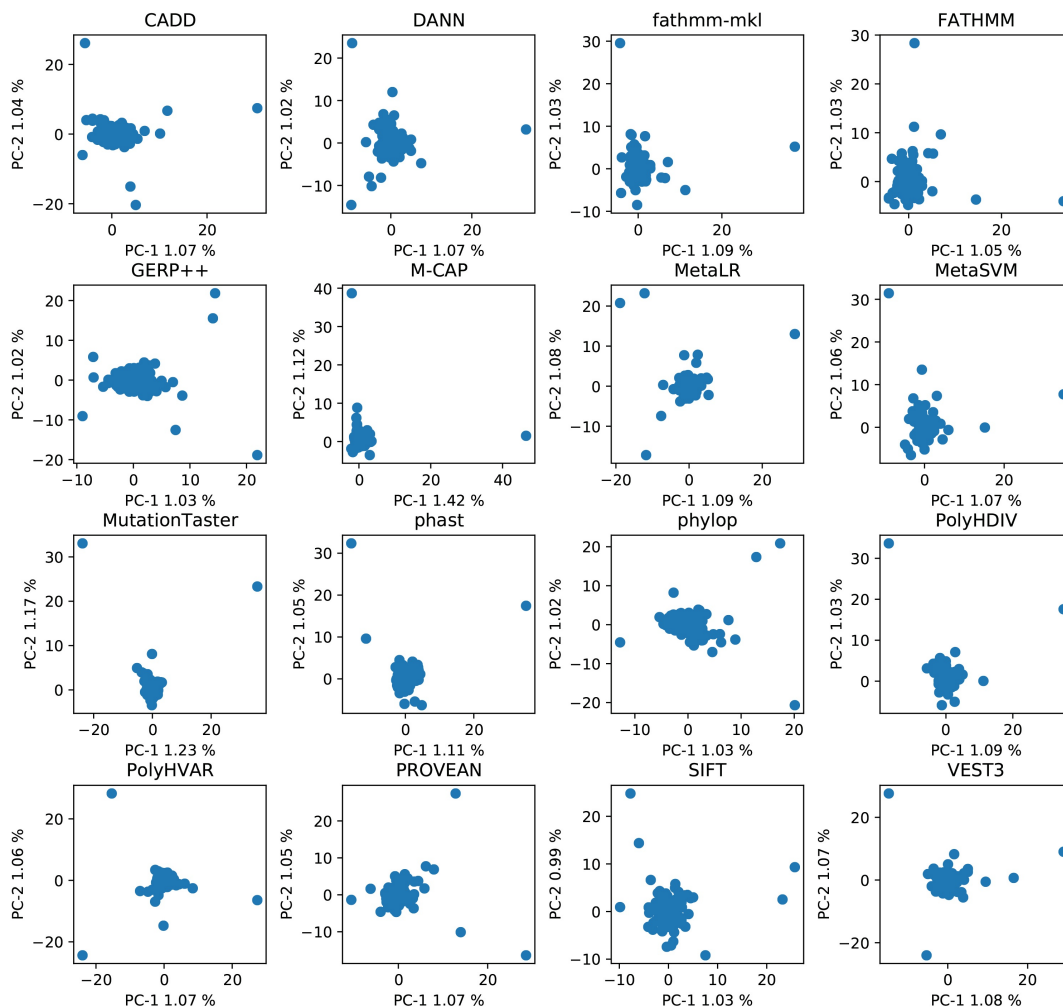 CADD DANN fathmm-mkl FATHMM
PC-2 1.04 % PC-2 1.02 % PC-2 1.03 % PC-2 1.03 %
20 0 −20
20 10 0 −10
30 20 10 0 −10
30 20 10 0
0 20 0 20 0 20 0 20
PC-1 1.07 % PC-1 1.07 % PC-1 1.09 % PC-1 1.05 %
GERP++ M-CAP MetaLR MetaSVM
PC-2 1.02 % PC-2 1.12 % PC-2 1.08 % PC-2 1.06 %
20 10 0 −10 −20
40 30 20 10 0
20 10 0 −10
30 20 10 0
−10 0 10 20 0 20 40 −20 0 20 0 20
PC-1 1.03 % PC-1 1.42 % PC-1 1.09 % PC-1 1.07 %
MutationTaster phast phylop PolyHDIV
PC-2 1.17 % PC-2 1.05 % PC-2 1.02 % PC-2 1.03 %
30 20 10 0
30 20 10 0
20 10 0 −10 −20
30 20 10 0
−20 0 20 0 20 −10 0 10 20 0 20
PC-1 1.23 % PC-1 1.11 % PC-1 1.03 % PC-1 1.09 %
PolyHVAR PROVEAN SIFT VEST3
PC-2 1.06 % PC-2 1.05 % PC-2 0.99 % PC-2 1.07 %
20 0 −20
20 10 0 −10
20 10 0 −10
20 0 −20
−20 0 20 0 20 −10 0 10 20 0 20
PC-1 1.07 % PC-1 1.07 % PC-1 1.03 % PC-1 1.08 %